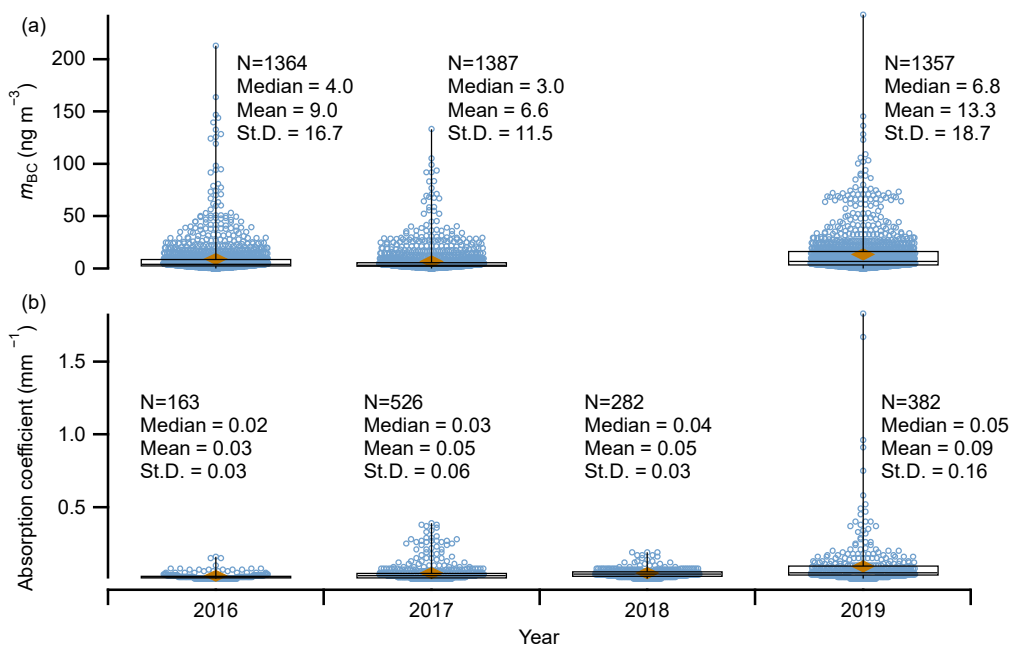 (a)
m_BC (ng m⁻³)
200
150
100
50
0
N=1364
Median = 4.0
Mean = 9.0
St.D. = 16.7
N=1387
Median = 3.0
Mean = 6.6
St.D. = 11.5
N=1357
Median = 6.8
Mean = 13.3
St.D. = 18.7
(b)
Absorption coefficient (mm⁻¹)
1.5
1.0
0.5
N=163
Median = 0.02
Mean = 0.03
St.D. = 0.03
N=526
Median = 0.03
Mean = 0.05
St.D. = 0.06
N=282
Median = 0.04
Mean = 0.05
St.D. = 0.03
N=382
Median = 0.05
Mean = 0.09
St.D. = 0.16
2016 2017 2018 2019
Year